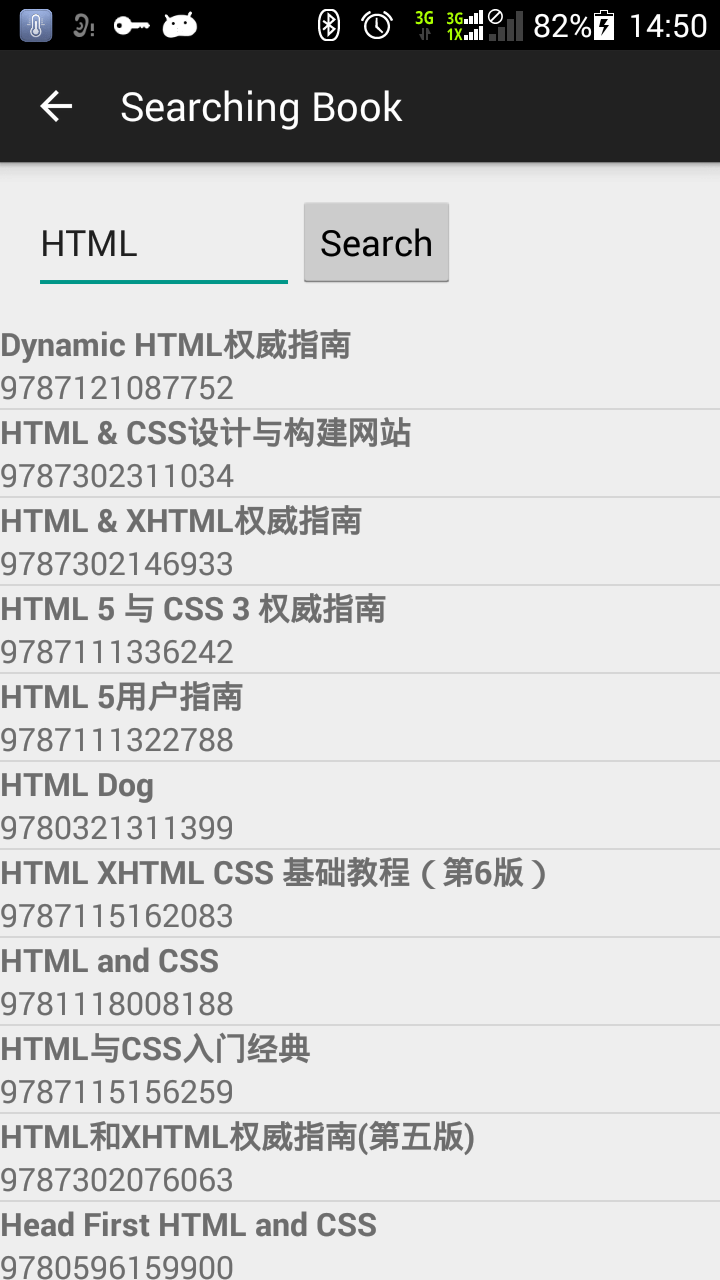 3G 3G 1X 82% 14:50
Searching Book
HTML Search
Dynamic HTML权威指南
9787121087752
HTML & CSS设计与构建网站
9787302311034
HTML & XHTML权威指南
9787302146933
HTML 5 与 CSS 3 权威指南
9787111336242
HTML 5用户指南
9787111322788
HTML Dog
9780321311399
HTML XHTML CSS 基础教程（第6版）
9787115162083
HTML and CSS
9781118008188
HTML与CSS入门经典
9787115156259
HTML和XHTML权威指南(第五版)
9787302076063
Head First HTML and CSS
9780596159900